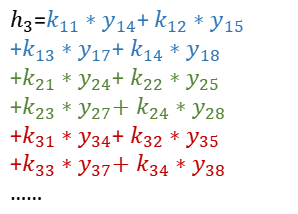 h₃=k₁₁ * y₁₄+ k₁₂ * y₁₅
+k₁₃ * y₁₇+ k₁₄ * y₁₈
+k₂₁ * y₂₄+ k₂₂ * y₂₅
+k₂₃ * y₂₇+ k₂₄ * y₂₈
+k₃₁ * y₃₄+ k₃₂ * y₃₅
+k₃₃ * y₃₇+ k₃₄ * y₃₈
......